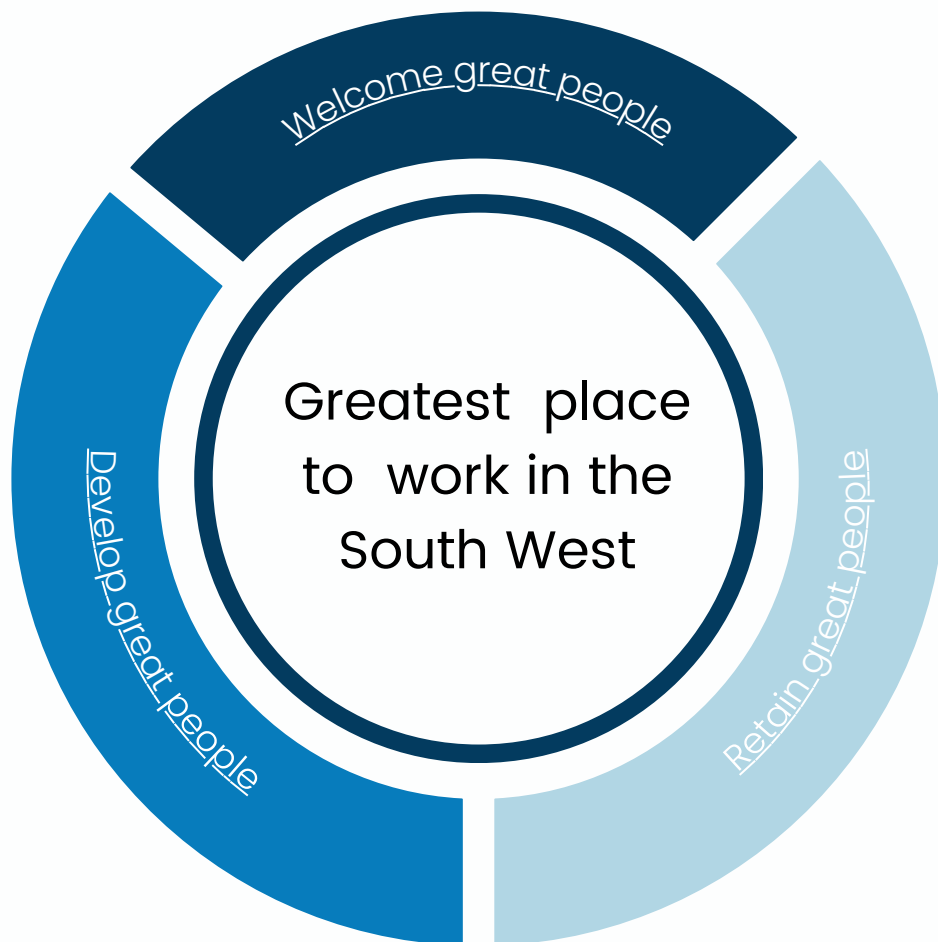 Welcome great people
Greatest place
to work in the
South West
Develop great people
Retain great people